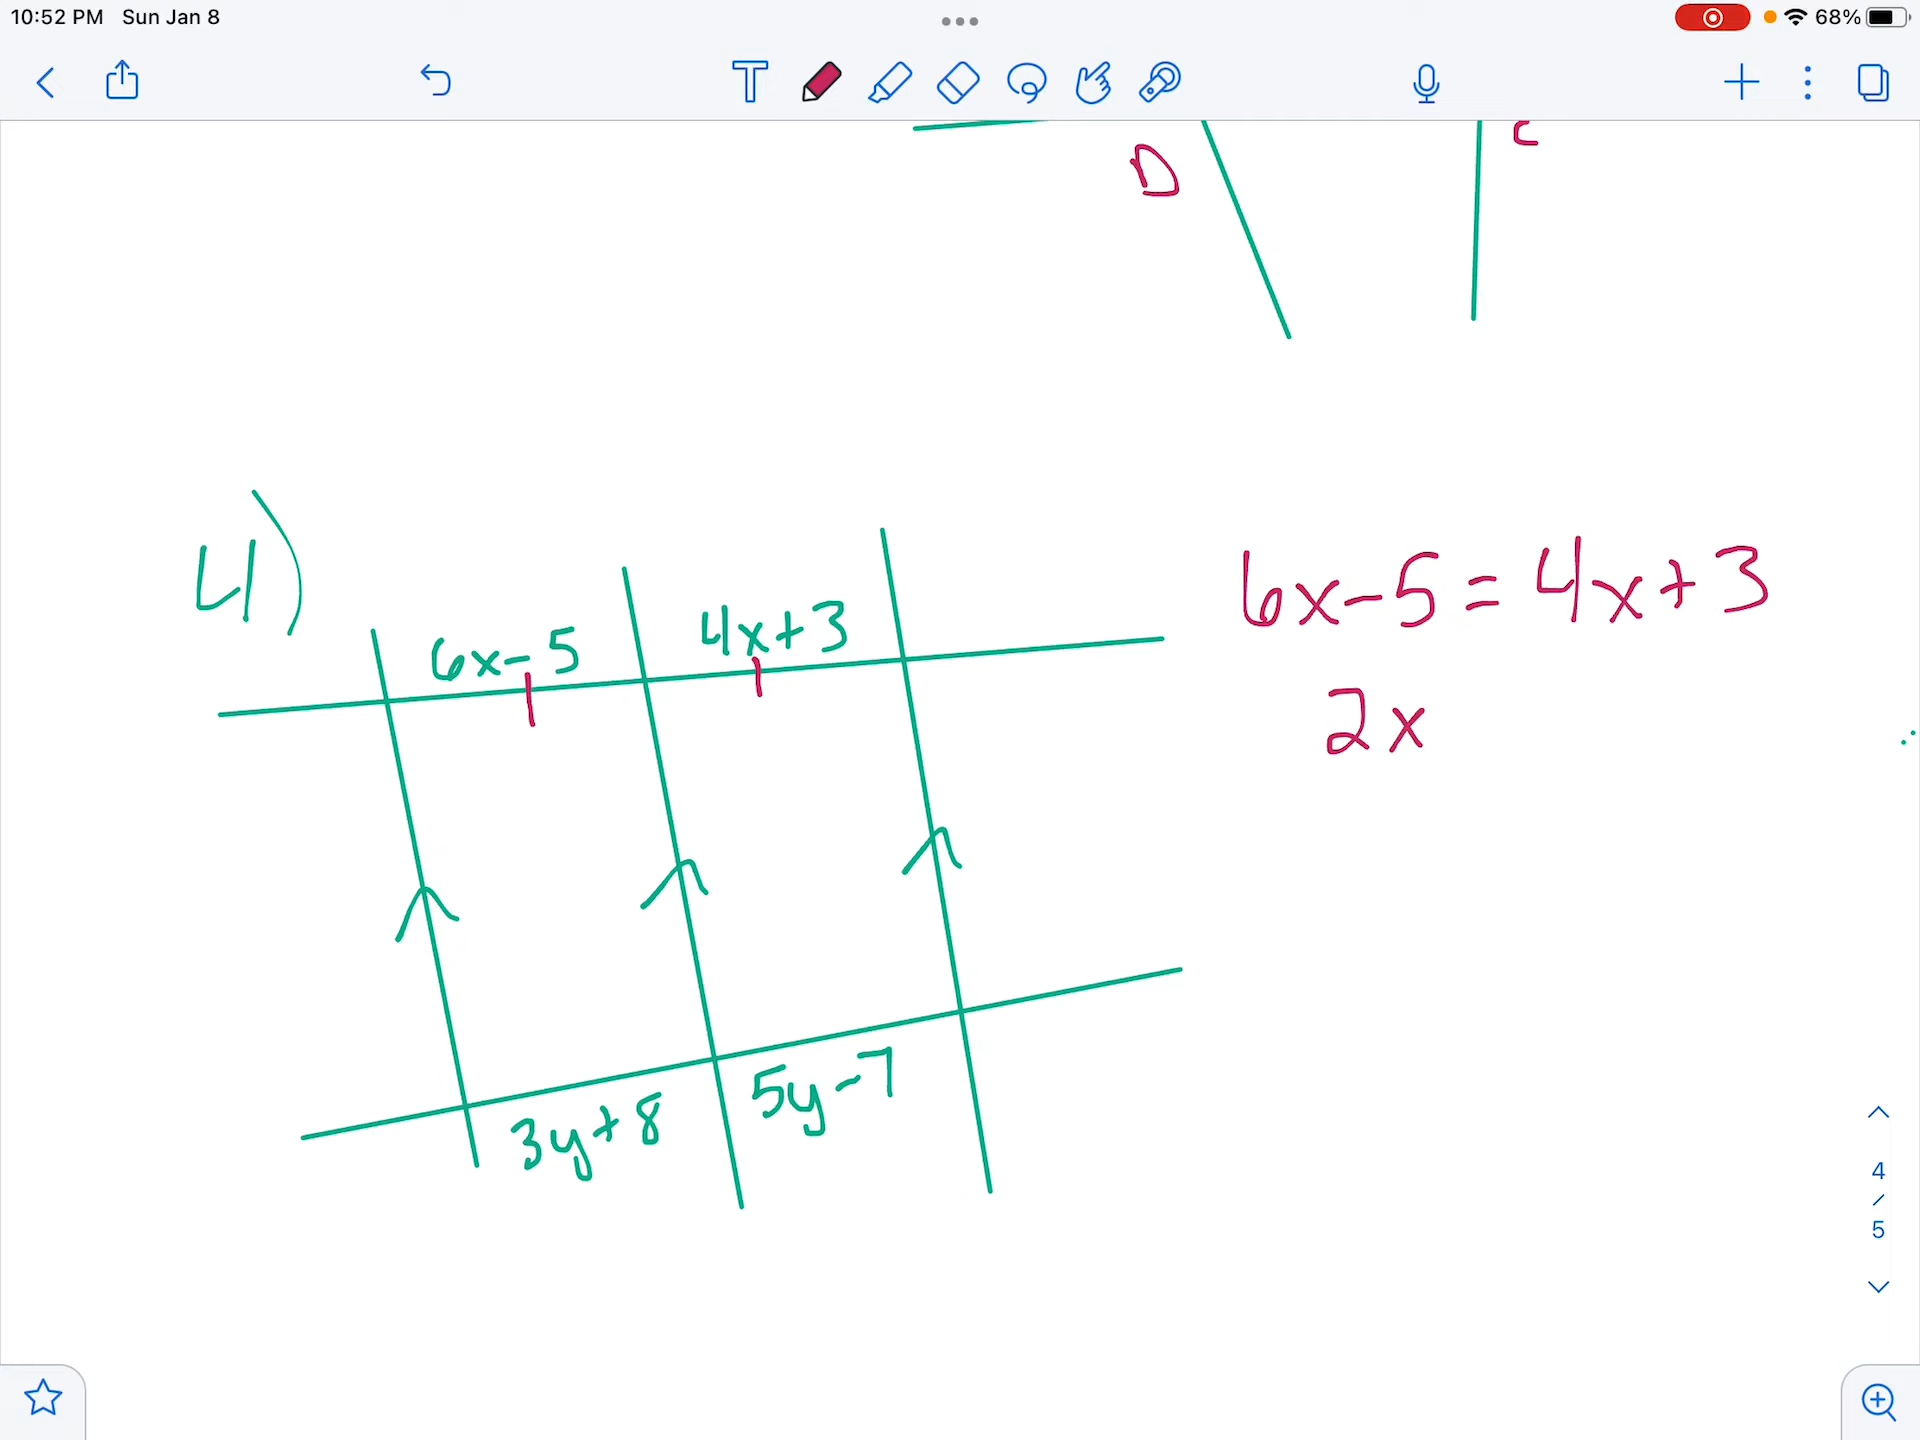 10:52 PM Sun Jan 8
68%
D
4)
6x-5
4x+3
6x-5=4x+3
2x
3y+8
5y-7
4
/
5